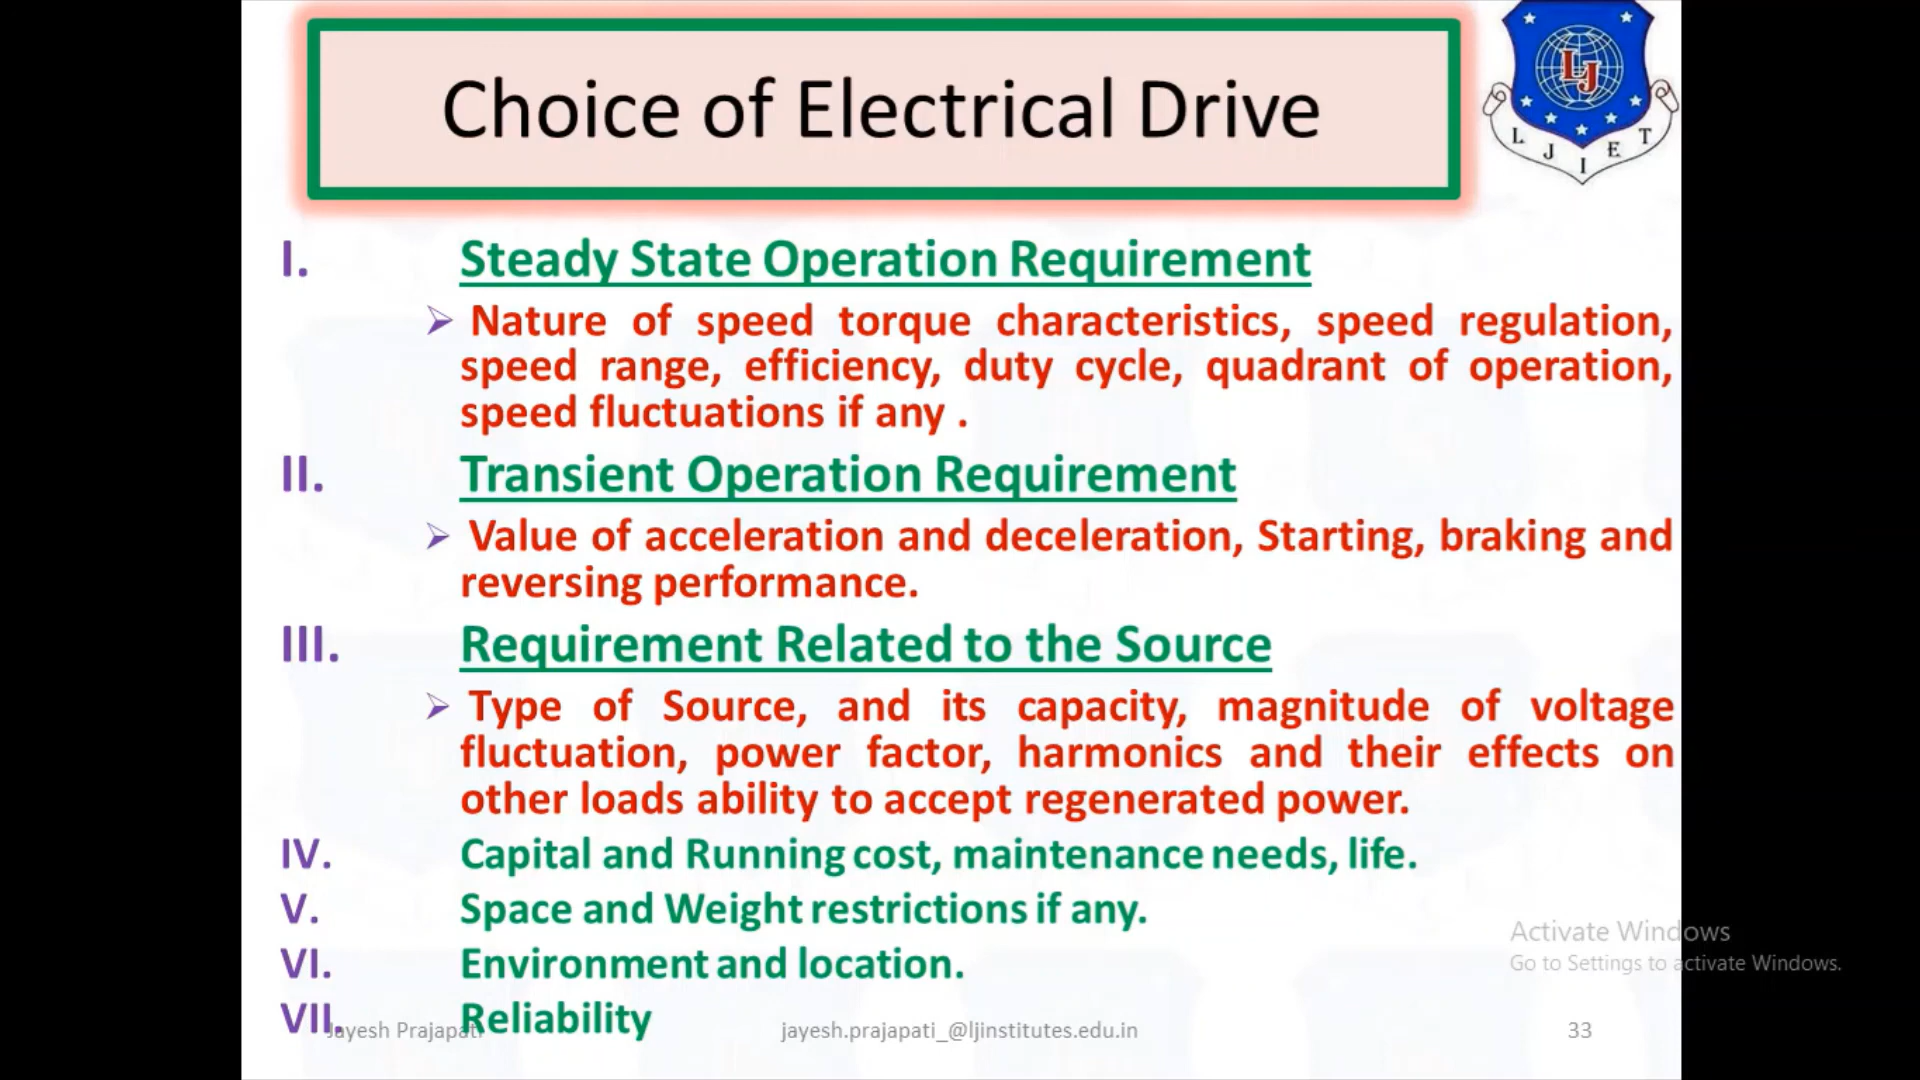 Choice of Electrical Drive
LJ
L J I E T
I. Steady State Operation Requirement
➢ Nature of speed torque characteristics, speed regulation,
speed range, efficiency, duty cycle, quadrant of operation,
speed fluctuations if any .
II. Transient Operation Requirement
➢ Value of acceleration and deceleration, Starting, braking and
reversing performance.
III. Requirement Related to the Source
➢ Type of Source, and its capacity, magnitude of voltage
fluctuation, power factor, harmonics and their effects on
other loads ability to accept regenerated power.
IV. Capital and Running cost, maintenance needs, life.
V. Space and Weight restrictions if any.
VI. Environment and location.
VII. Reliability
Jayesh Prajapati
jayesh.prajapati_@ljinstitutes.edu.in
33
Activate Windows
Go to Settings to activate Windows.